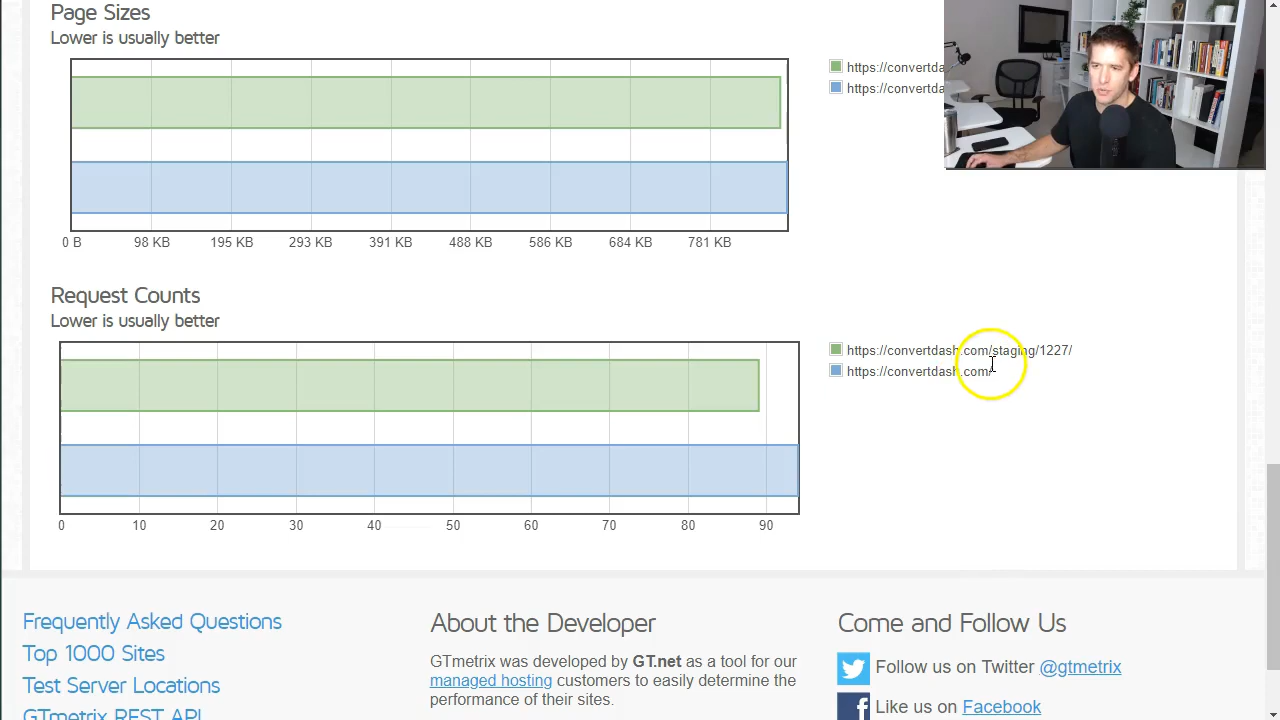 Page Sizes
Lower is usually better
https://convertda
https://convertda
0 B 98 KB 195 KB 293 KB 391 KB 488 KB 586 KB 684 KB 781 KB
Request Counts
Lower is usually better
https://convertdash.com/staging/1227/
https://convertdash.com/
0 10 20 30 40 50 60 70 80 90
Frequently Asked Questions
Top 1000 Sites
Test Server Locations
GTmetrix REST API
About the Developer
GTmetrix was developed by GT.net as a tool for our
managed hosting customers to easily determine the
performance of their sites.
Come and Follow Us
Follow us on Twitter @gtmetrix
Like us on Facebook